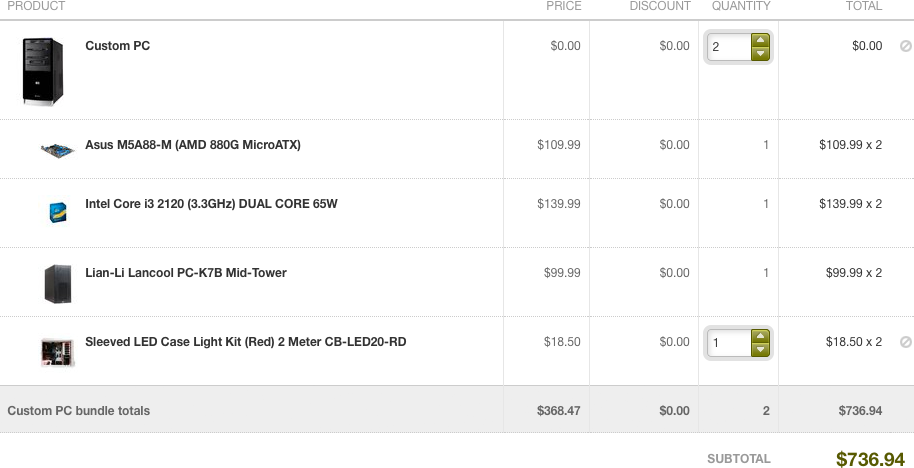 PRODUCT PRICE DISCOUNT QUANTITY TOTAL
Custom PC $0.00 $0.00 2 $0.00
Asus M5A88-M (AMD 880G MicroATX) $109.99 $0.00 1 $109.99 x 2
Intel Core i3 2120 (3.3GHz) DUAL CORE 65W $139.99 $0.00 1 $139.99 x 2
Lian-Li Lancool PC-K7B Mid-Tower $99.99 $0.00 1 $99.99 x 2
Sleeved LED Case Light Kit (Red) 2 Meter CB-LED20-RD $18.50 $0.00 1 $18.50 x 2
Custom PC bundle totals $368.47 $0.00 2 $736.94
SUBTOTAL $736.94